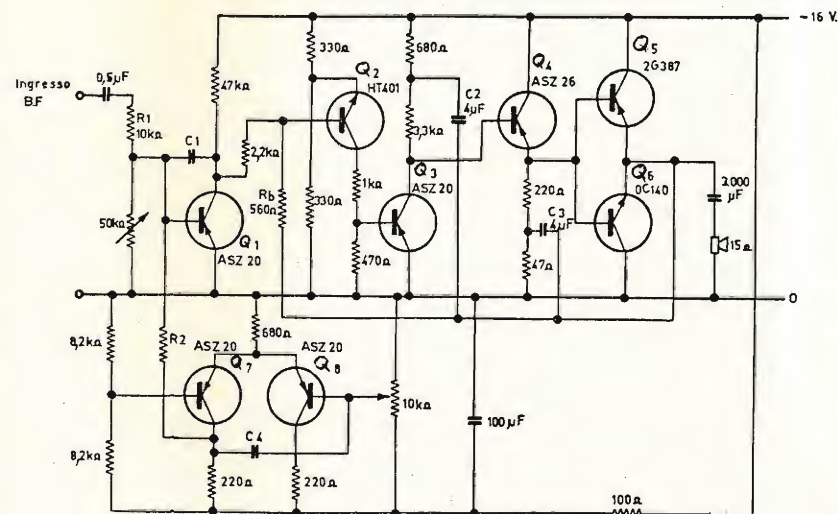 -16 V.
330Ω
680Ω
Q4
ASZ 26
Q5
2G387
Ingresso
B.F
0,5µF
R1
10kΩ
47kΩ
Q2
HT401
C2
4µF
C1
2,2kΩ
3,3kΩ
Q3
ASZ 20
Q6
OC140
2.000
µF
50kΩ
Rb
560Ω
330Ω
1kΩ
220Ω
C3
4µF
15Ω
Q1
ASZ 20
470Ω
47Ω
0
8,2kΩ
R2
680Ω
ASZ 20
Q7
ASZ 20
Q8
10kΩ
100µF
8,2kΩ
C4
220Ω
220Ω
100Ω